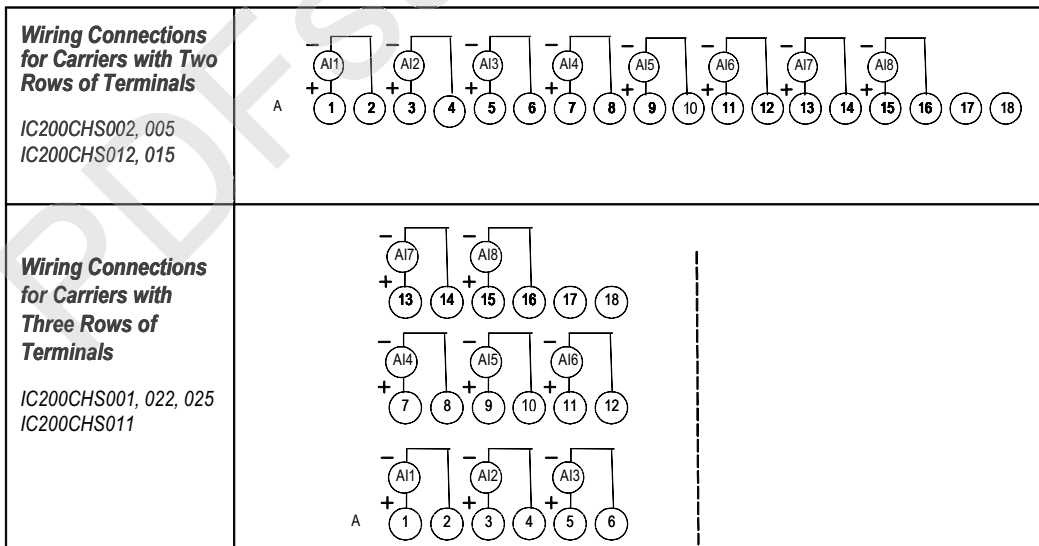 Wiring Connections
for Carriers with Two
Rows of Terminals
IC200CHS002, 005
IC200CHS012, 015
− − − − − − − −
AI1 AI2 AI3 AI4 AI5 AI6 AI7 AI8
+ + + + + + + +
A 1 2 3 4 5 6 7 8 9 10 11 12 13 14 15 16 17 18
Wiring Connections
for Carriers with
Three Rows of
Terminals
IC200CHS001, 022, 025
IC200CHS011
− −
AI7 AI8
+ +
13 14 15 16 17 18
− − −
AI4 AI5 AI6
+ + +
7 8 9 10 11 12
− − −
AI1 AI2 AI3
+ + +
A 1 2 3 4 5 6